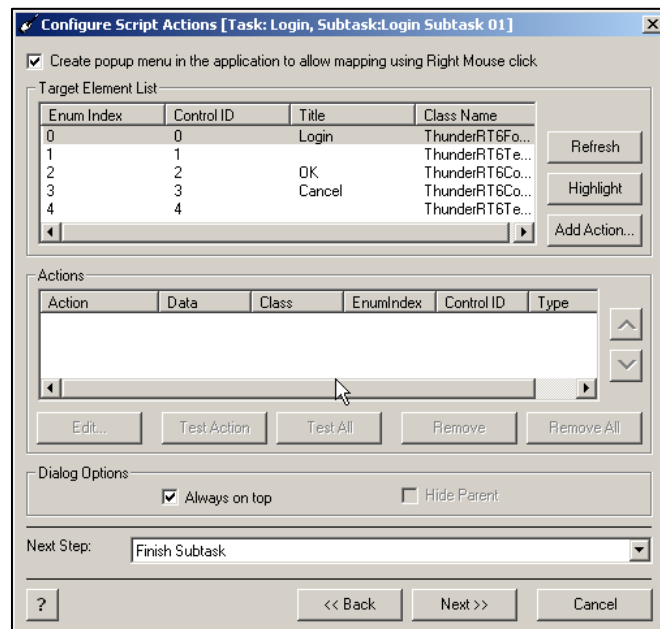 Configure Script Actions [Task: Login, Subtask:Login Subtask 01]
Create popup menu in the application to allow mapping using Right Mouse click
Target Element List
Enum Index Control ID Title Class Name
0 0 Login ThunderRT6Fo...
1 1 ThunderRT6Te...
2 2 OK ThunderRT6Co...
3 3 Cancel ThunderRT6Co...
4 4 ThunderRT6Te...
Refresh
Highlight
Add Action...
Actions
Action Data Class EnumIndex Control ID Type
Edit... Test Action Test All Remove Remove All
Dialog Options
Always on top Hide Parent
Next Step: Finish Subtask
? << Back Next >> Cancel